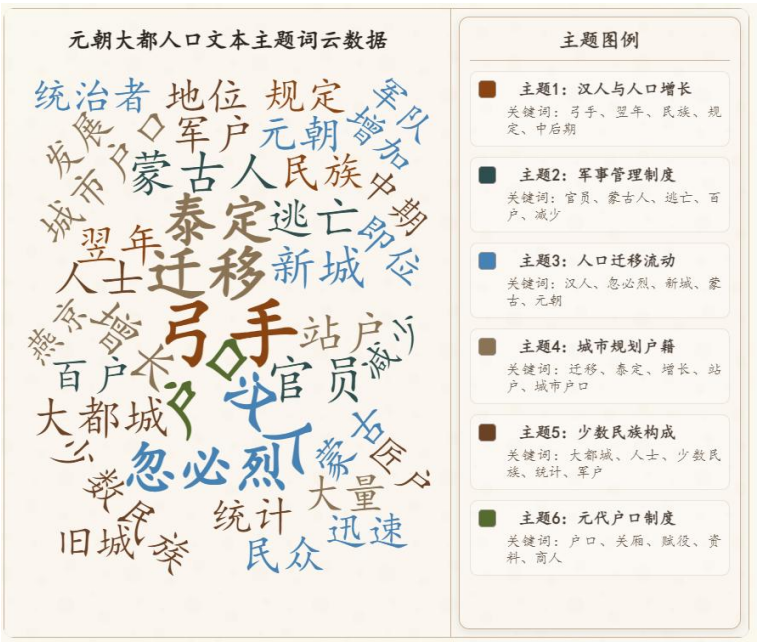 元朝大都人口文本主题词云数据
统治者 地位 规定 军队
发展 城市户口 军户 元朝 增加
蒙古人 民族 中期
泰定 逃亡 即位
翌年
人士 迁移 新城
燕京 增长 弓手 站户 减少
百户 户口 官员
大都城 汉人
忽必烈 蒙古 匠户
少数民族 大量
旧城 统计 迅速
民众
主题图例
主题1: 汉人与人口增长
关键词: 弓手、翌年、民族、规
定、中后期
主题2: 军事管理制度
关键词: 官员、蒙古人、逃亡、百
户、减少
主题3: 人口迁移流动
关键词: 汉人、忽必烈、新城、蒙
古、元朝
主题4: 城市规划户籍
关键词: 迁移、泰定、增长、站
户、城市户口
主题5: 少数民族构成
关键词: 大都城、人士、少数民
族、统计、军户
主题6: 元代户口制度
关键词: 户口、关厢、赋役、资
料、商人